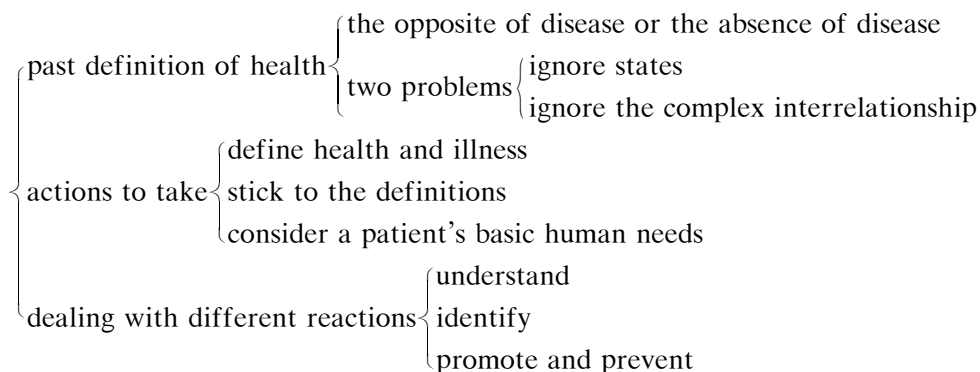 the opposite of disease or the absence of disease
past definition of health
two problems
ignore states
ignore the complex interrelationship
define health and illness
actions to take
stick to the definitions
consider a patient's basic human needs
understand
dealing with different reactions
identify
promote and prevent